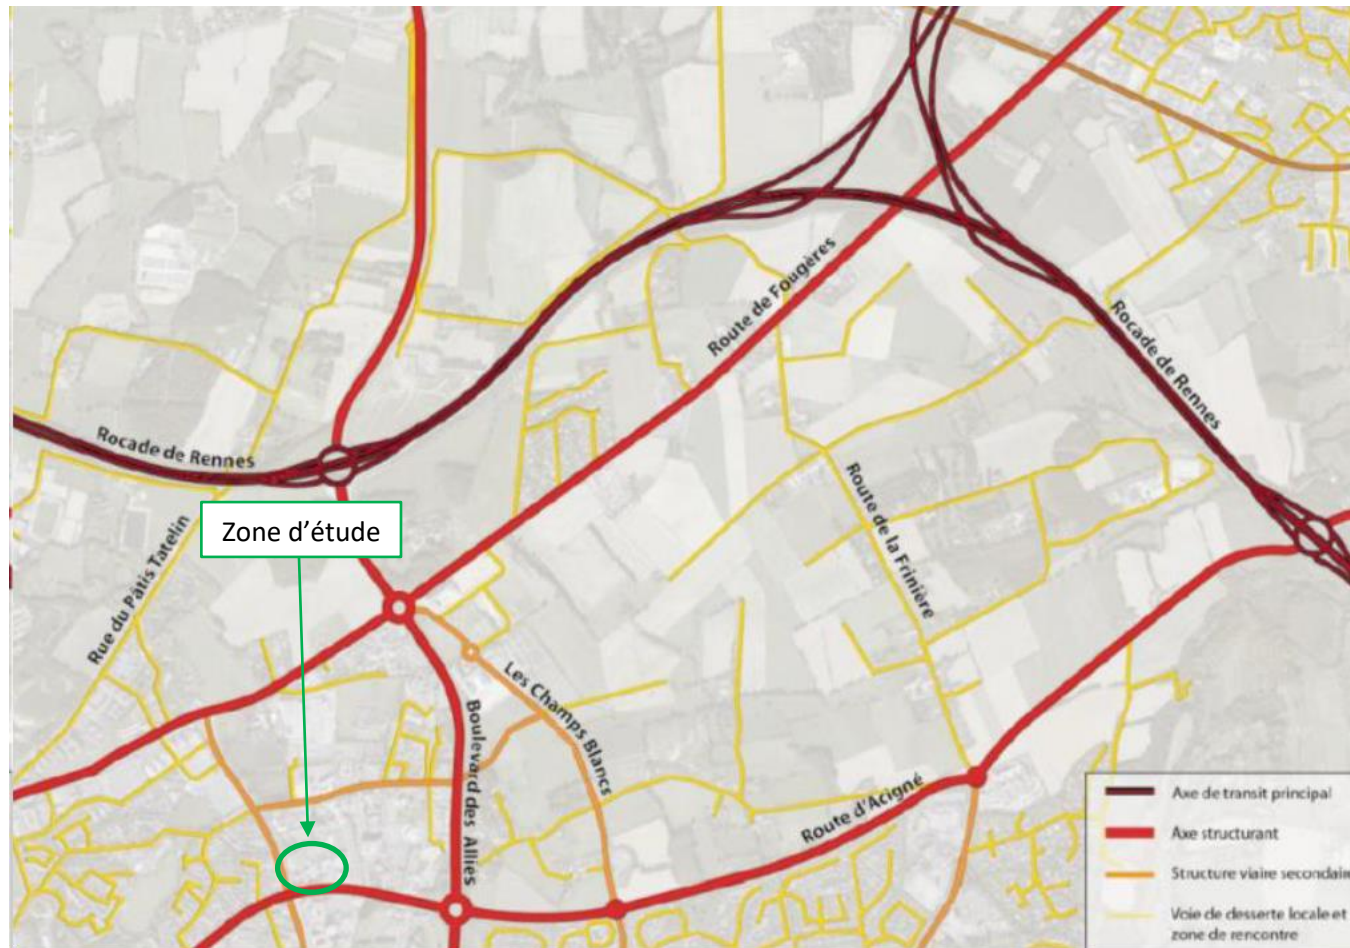 Route de Fougères
Rocade de Rennes
Rocade de Rennes
Zone d’étude
Route de la Frinière
Rue du Pâtis Tatelin
Les Champs Blancs
Boulevard des Alliés
Route d'Acigné
Axe de transit principal
Axe structurant
Structure viaire secondaire
Voie de desserte locale et
zone de rencontre